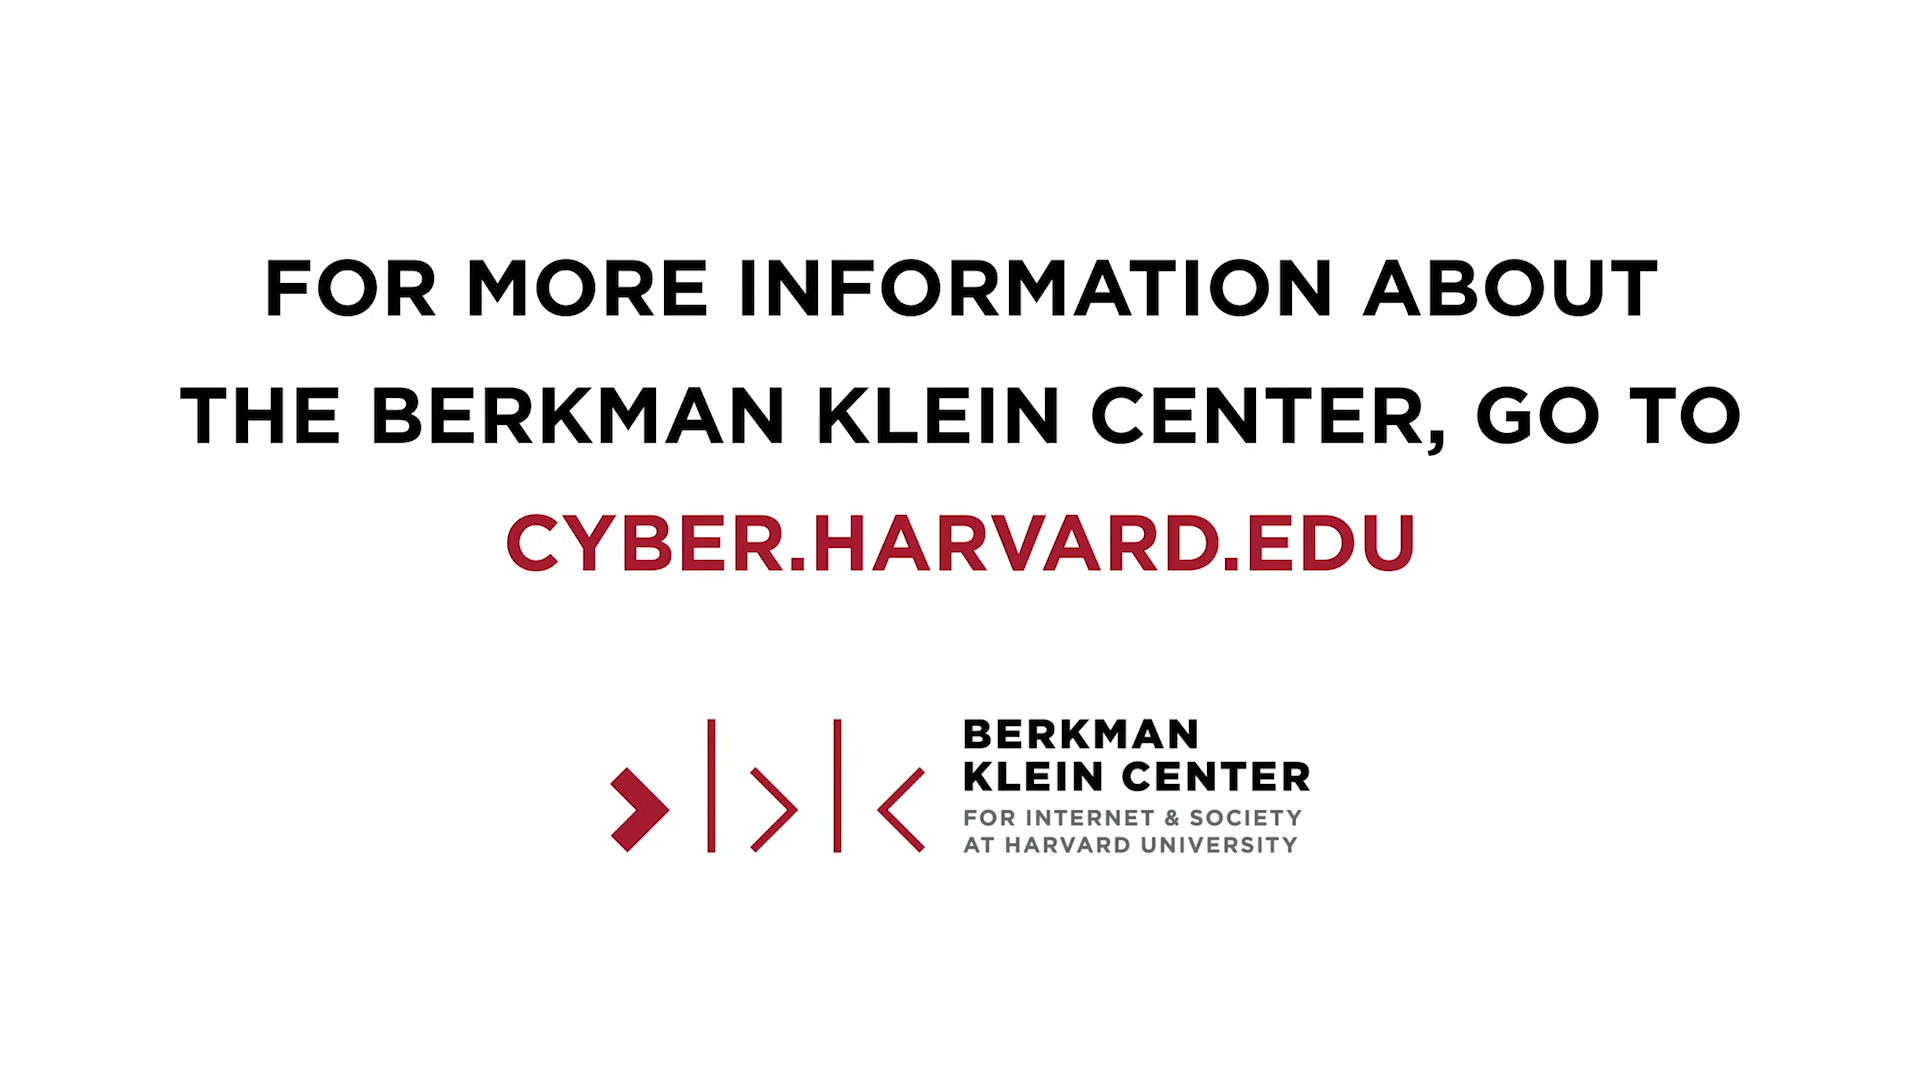 FOR MORE INFORMATION ABOUT
THE BERKMAN KLEIN CENTER, GO TO
CYBER.HARVARD.EDU
BERKMAN
KLEIN CENTER
FOR INTERNET & SOCIETY
AT HARVARD UNIVERSITY